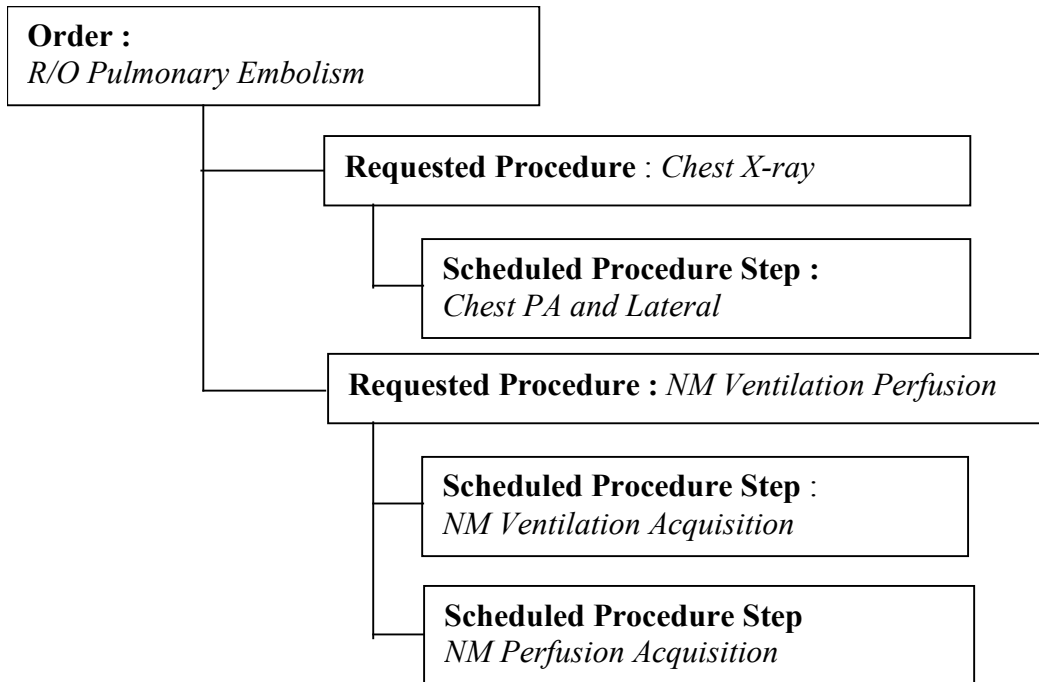 Order :
R/O Pulmonary Embolism
Requested Procedure : Chest X-ray
Scheduled Procedure Step :
Chest PA and Lateral
Requested Procedure : NM Ventilation Perfusion
Scheduled Procedure Step :
NM Ventilation Acquisition
Scheduled Procedure Step
NM Perfusion Acquisition